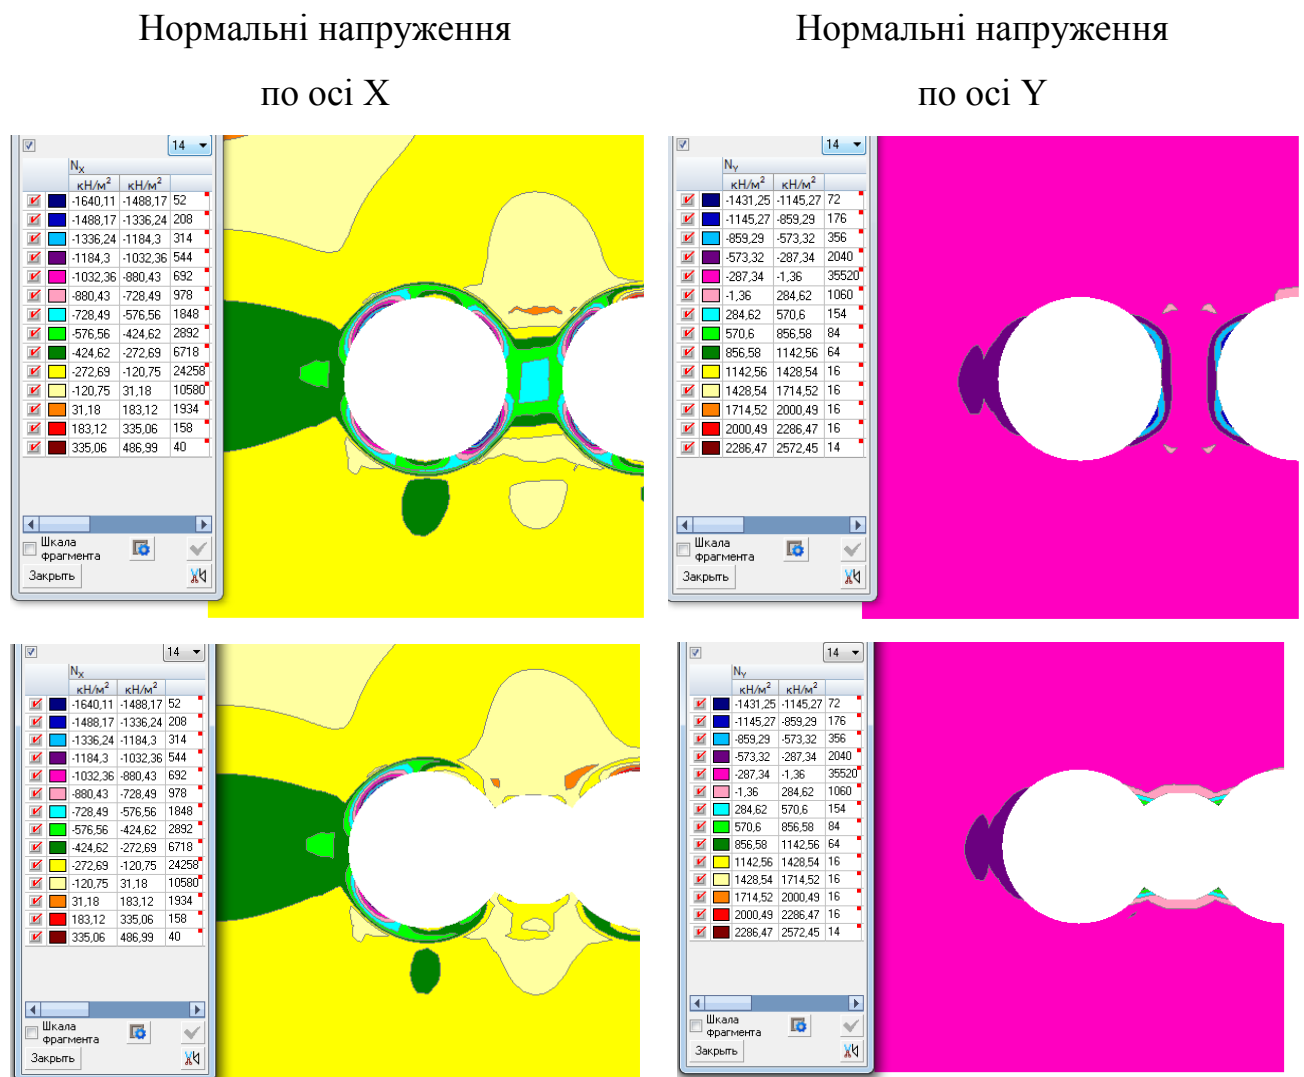 Нормальні напруження
по осі X
Нормальні напруження
по осі Y
14
Nₓ
кН/м² кН/м²
-1640,11 -1488,17 52
-1488,17 -1336,24 208
-1336,24 -1184,3 314
-1184,3 -1032,36 544
-1032,36 -880,43 692
-880,43 -728,49 978
-728,49 -576,56 1848
-576,56 -424,62 2892
-424,62 -272,69 6718
-272,69 -120,75 24258
-120,75 31,18 10580
31,18 183,12 1934
183,12 335,06 158
335,06 486,99 40
Шкала
фрагмента
Закрыть
14
NY
кН/м² кН/м²
-1431,25 -1145,27 72
-1145,27 -859,29 176
-859,29 -573,32 356
-573,32 -287,34 2040
-287,34 -1,36 35520
-1,36 284,62 1060
284,62 570,6 154
570,6 856,58 84
856,58 1142,56 64
1142,56 1428,54 16
1428,54 1714,52 16
1714,52 2000,49 16
2000,49 2286,47 16
2286,47 2572,45 14
Шкала
фрагмента
Закрыть
14
Nₓ
кН/м² кН/м²
-1640,11 -1488,17 52
-1488,17 -1336,24 208
-1336,24 -1184,3 314
-1184,3 -1032,36 544
-1032,36 -880,43 692
-880,43 -728,49 978
-728,49 -576,56 1848
-576,56 -424,62 2892
-424,62 -272,69 6718
-272,69 -120,75 24258
-120,75 31,18 10580
31,18 183,12 1934
183,12 335,06 158
335,06 486,99 40
Шкала
фрагмента
Закрыть
14
NY
кН/м² кН/м²
-1431,25 -1145,27 72
-1145,27 -859,29 176
-859,29 -573,32 356
-573,32 -287,34 2040
-287,34 -1,36 35520
-1,36 284,62 1060
284,62 570,6 154
570,6 856,58 84
856,58 1142,56 64
1142,56 1428,54 16
1428,54 1714,52 16
1714,52 2000,49 16
2000,49 2286,47 16
2286,47 2572,45 14
Шкала
фрагмента
Закрыть